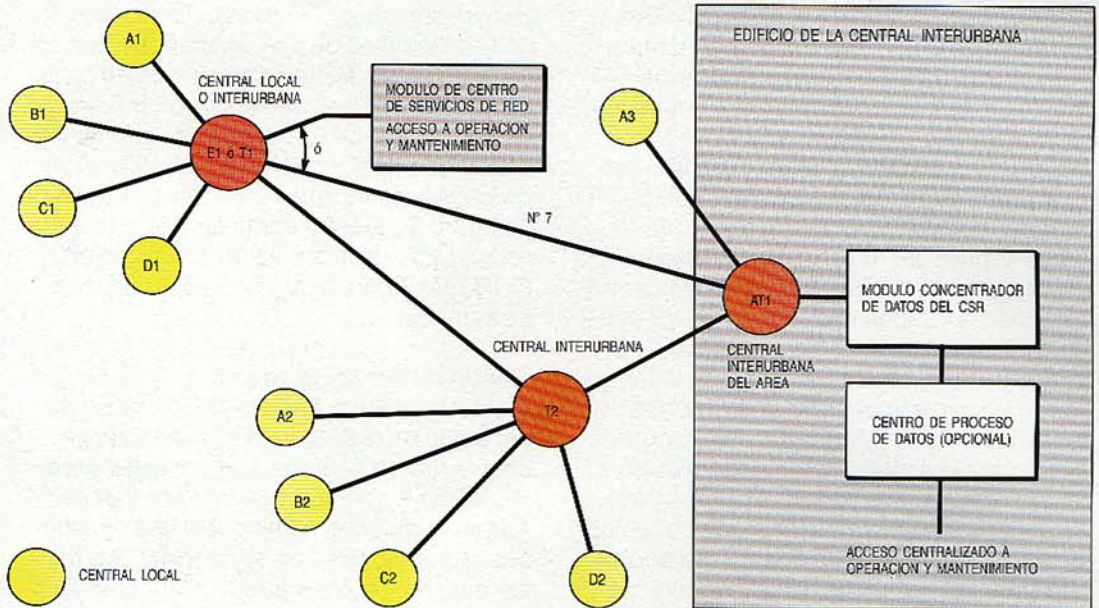 EDIFICIO DE LA CENTRAL INTERURBANA
A1
CENTRAL LOCAL
O INTERURBANA
MODULO DE CENTRO
DE SERVICIOS DE RED
ACCESO A OPERACION
Y MANTENIMIENTO
B1
A3
E1 ó T1
ó
C1
N° 7
D1
AT1
MODULO CONCENTRADOR
DE DATOS DEL CSR
CENTRAL INTERURBANA
CENTRAL
INTERURBANA
DEL AREA
T2
A2
CENTRO DE PROCESO
DE DATOS (OPCIONAL)
B2
ACCESO CENTRALIZADO A
OPERACION Y MANTENIMIENTO
C2
D2
CENTRAL LOCAL